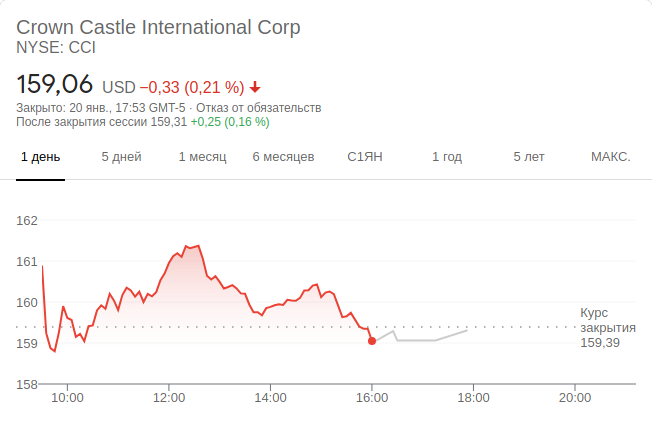 Crown Castle International Corp
NYSE: CCI
159,06 USD −0,33 (0,21 %)
Закрыто: 20 янв., 17:53 GMT-5 · Отказ от обязательств
После закрытия сессии 159,31 +0,25 (0,16 %)
1 день 5 дней 1 месяц 6 месяцев С1ЯН 1 год 5 лет МАКС.
162
161
160
159
158
Курс
закрытия
159,39
10:00 12:00 14:00 16:00 18:00 20:00